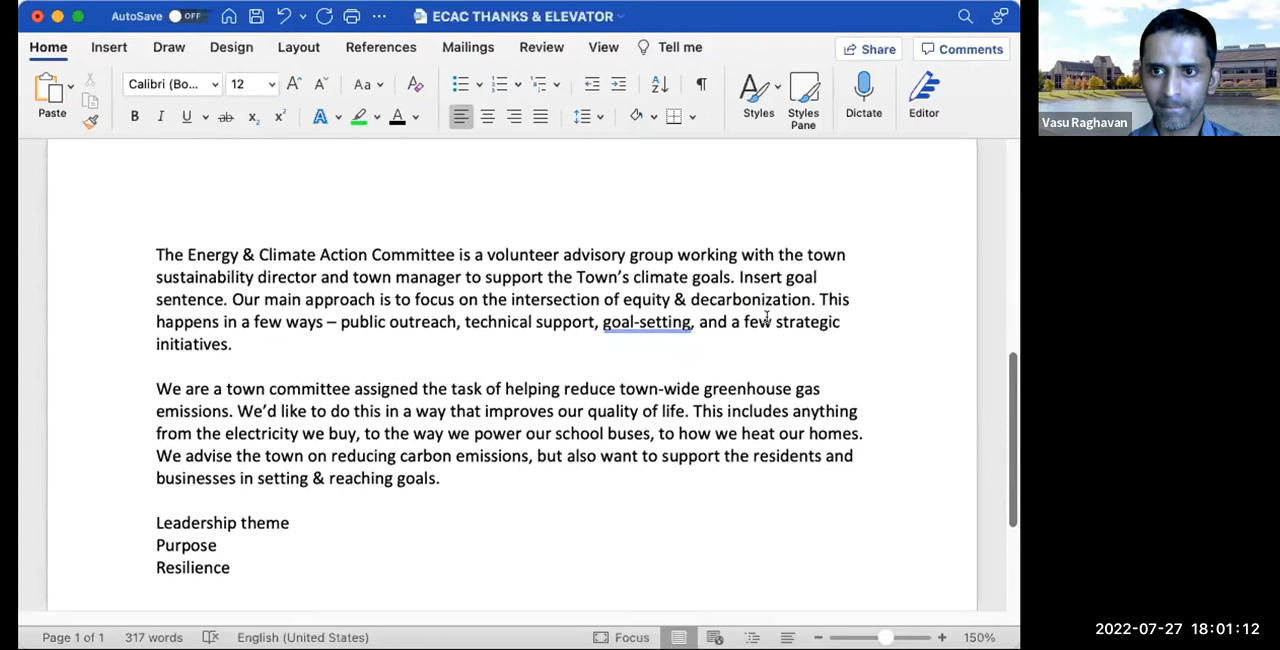 AutoSave OFF ECAC THANKS & ELEVATOR
Home Insert Draw Design Layout References Mailings Review View Tell me Share Comments
Calibri (Bo... 12
Paste Styles Styles Pane Dictate Editor
Vasu Raghavan
The Energy & Climate Action Committee is a volunteer advisory group working with the town
sustainability director and town manager to support the Town’s climate goals. Insert goal
sentence. Our main approach is to focus on the intersection of equity & decarbonization. This
happens in a few ways – public outreach, technical support, goal-setting, and a few strategic
initiatives.
We are a town committee assigned the task of helping reduce town-wide greenhouse gas
emissions. We’d like to do this in a way that improves our quality of life. This includes anything
from the electricity we buy, to the way we power our school buses, to how we heat our homes.
We advise the town on reducing carbon emissions, but also want to support the residents and
businesses in setting & reaching goals.
Leadership theme
Purpose
Resilience
Page 1 of 1 317 words English (United States) Focus 150%
2022-07-27 18:01:12